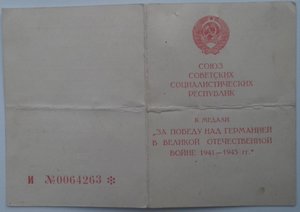 СОЮЗ
СОВЕТСКИХ
СОЦИАЛИСТИЧЕСКИХ
РЕСПУБЛИК
К МЕДАЛИ
"ЗА ПОБЕДУ НАД ГЕРМАНИЕЙ
В ВЕЛИКОЙ ОТЕЧЕСТВЕННОЙ
ВОЙНЕ 1941—1945 гг."
И №0064263 *